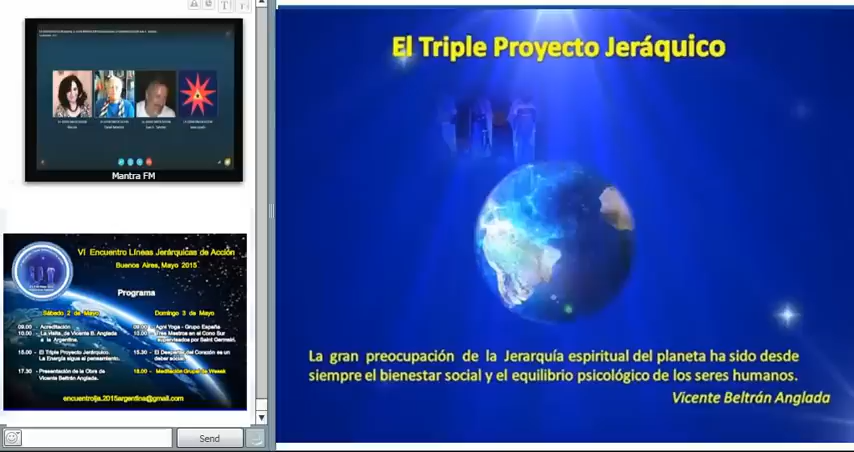 Mantra FM
VI Encuentro Líneas Jerárquicas de Acción
Buenos Aires, Mayo 2015
Programa
Sábado 2 de Mayo
09.00 - Acreditación
10.00 - La visita de Vicente B. Anglada
a la Argentina.
15.00 - El Triple Proyecto Jerárquico.
La Energía sigue al pensamiento.
17.30 - Presentación de la Obra de
Vicente Beltrán Anglada.
Domingo 3 de Mayo
09.00 - Agni Yoga - Grupo España
10.00 - Tres Mestros en el Cono Sur
supervisados por Saint Germain.
15.30 - El Despertar del Corazón es un
deber social.
18.00 - Meditación Grupal de Wesak
encuentrolja.2015argentina@gmail.com
Send
El Triple Proyecto Jeráquico
La gran preocupación de la Jerarquía espiritual del planeta ha sido desde
siempre el bienestar social y el equilibrio psicológico de los seres humanos.
Vicente Beltrán Anglada